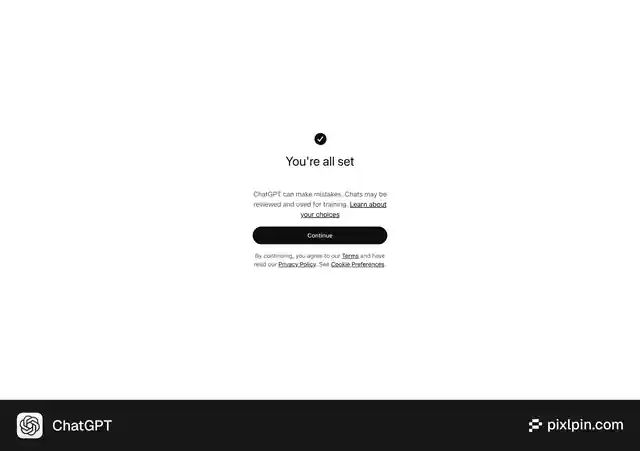 You're all set
ChatGPT can make mistakes. Chats may be
reviewed and used for training. Learn about
your choices
Continue
By continuing, you agree to our Terms and have
read our Privacy Policy. See Cookie Preferences.
ChatGPT
pixlpin.com